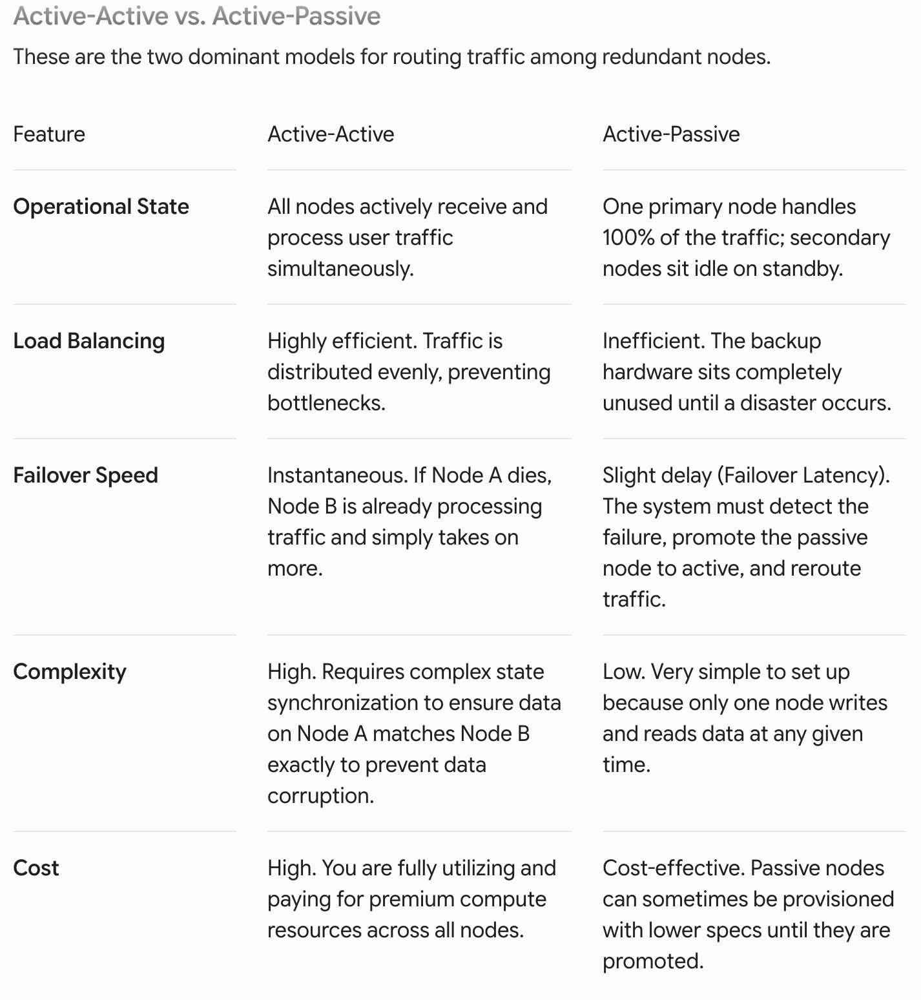 Active-Active vs. Active-Passive
These are the two dominant models for routing traffic among redundant nodes.
Feature
Active-Active
Active-Passive
Operational State
All nodes actively receive and
process user traffic
simultaneously.
One primary node handles
100% of the traffic; secondary
nodes sit idle on standby.
Load Balancing
Highly efficient. Traffic is
distributed evenly, preventing
bottlenecks.
Inefficient. The backup
hardware sits completely
unused until a disaster occurs.
Failover Speed
Instantaneous. If Node A dies,
Node B is already processing
traffic and simply takes on
more.
Slight delay (Failover Latency).
The system must detect the
failure, promote the passive
node to active, and reroute
traffic.
Complexity
High. Requires complex state
synchronization to ensure data
on Node A matches Node B
exactly to prevent data
corruption.
Low. Very simple to set up
because only one node writes
and reads data at any given
time.
Cost
High. You are fully utilizing and
paying for premium compute
resources across all nodes.
Cost-effective. Passive nodes
can sometimes be provisioned
with lower specs until they are
promoted.